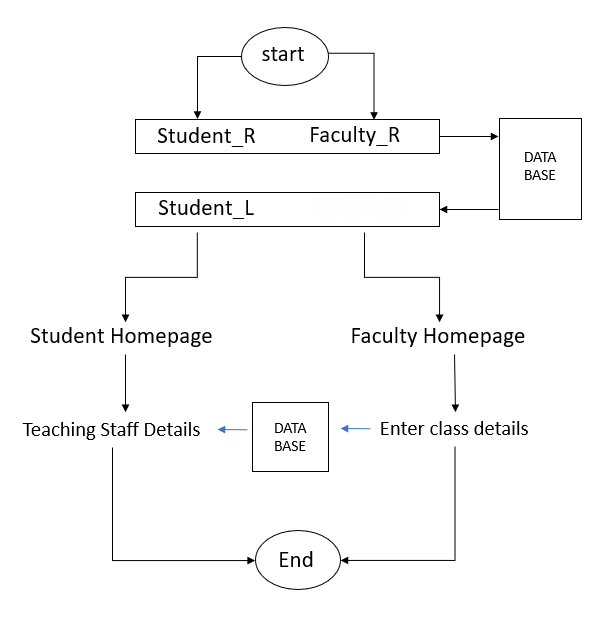 start
Student_R Faculty_R
DATA
BASE
Student_L
Student Homepage Faculty Homepage
Teaching Staff Details
DATA
BASE
Enter class details
End